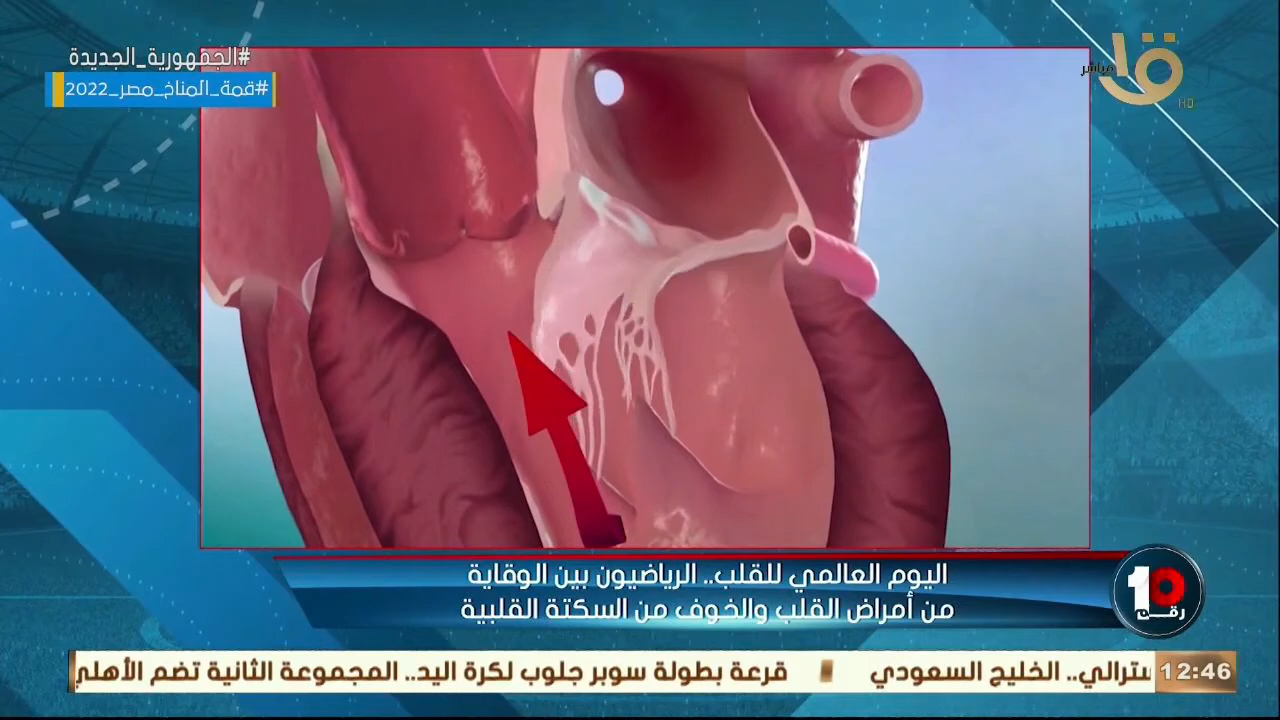 #الجمهورية_الجديدة
#قمة_المناخ_مصر_2022
مباشر
HD
اليوم العالمي للقلب.. الرياضيون بين الوقاية
من أمراض القلب والخوف من السكتة القلبية
رقم 10
سترالي.. الخليج السعودي
قرعة بطولة سوبر جلوب لكرة اليد.. المجموعة الثانية تضم الأهلي
12:46